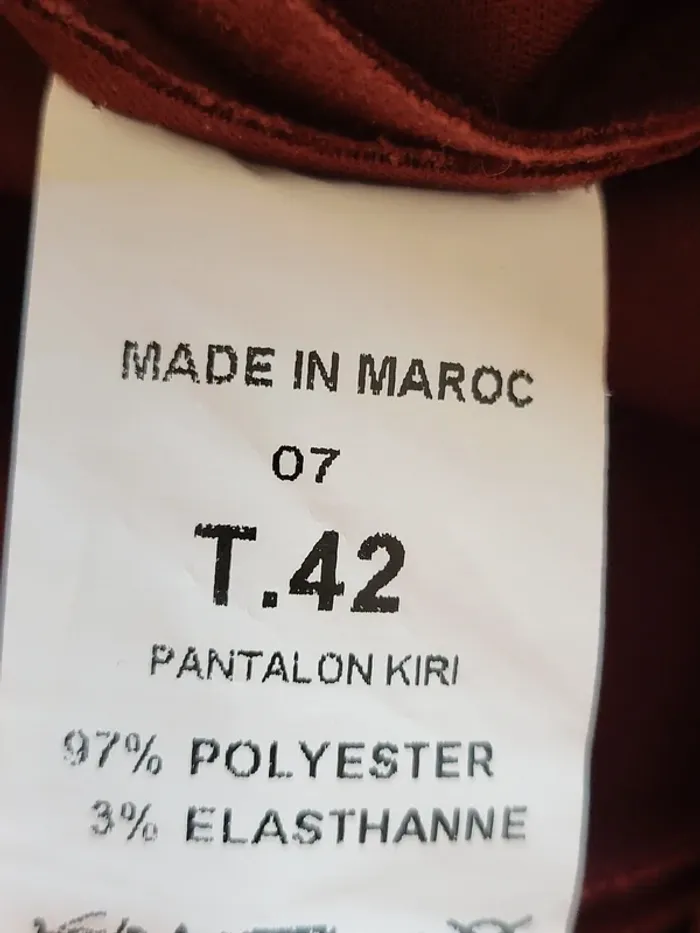 MADE IN MAROC
07
T.42
PANTALON KIRI
97% POLYESTER
3% ELASTHANNE